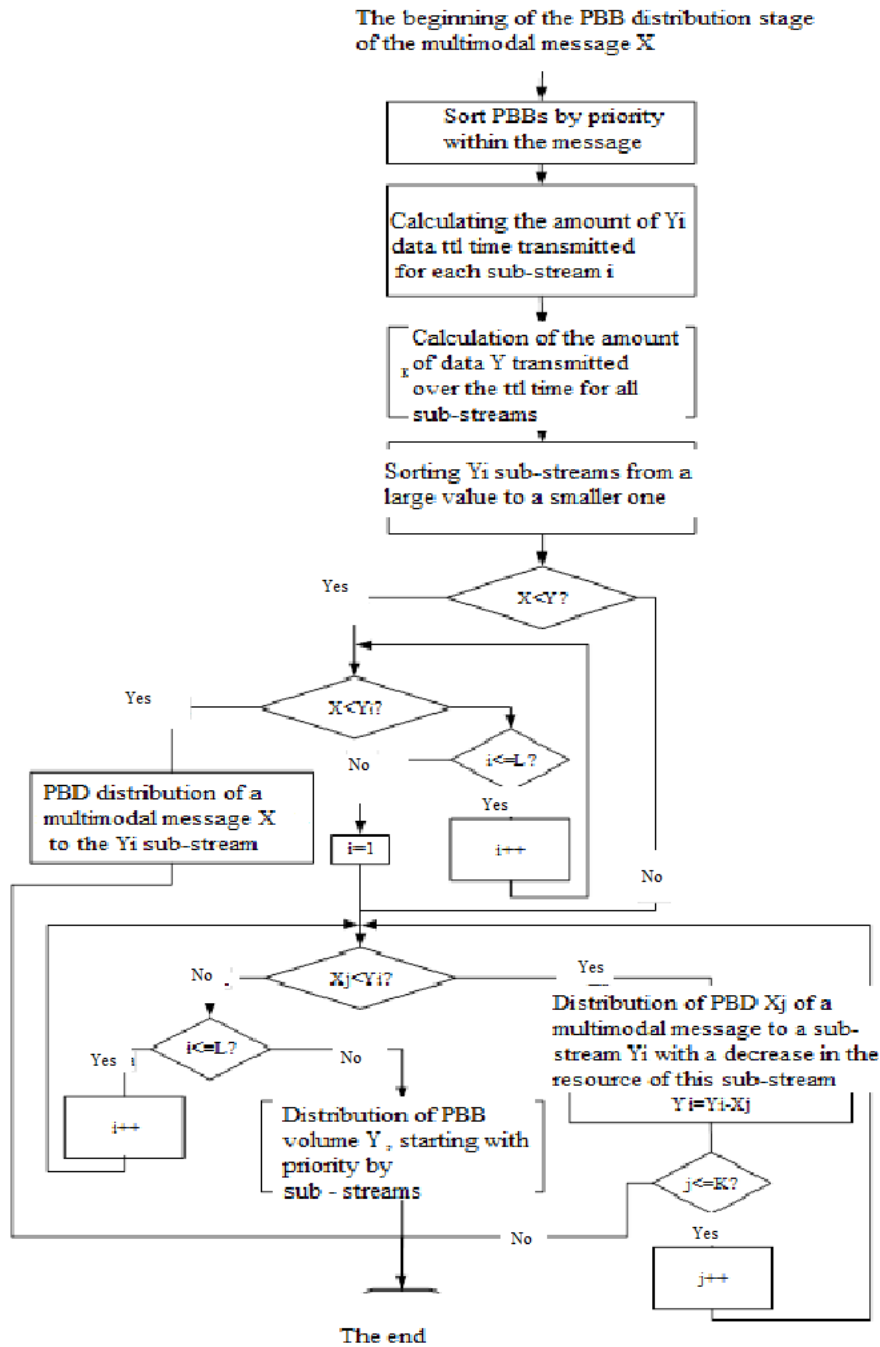 The beginning of the PBB distribution stage
of the multimodal message X
Sort PBBs by priority
within the message
Calculating the amount of Yi
data ttl time transmitted
for each sub-stream i
Calculation of the amount
of data Y transmitted
over the ttl time for all
sub-streams
Sorting Yi sub-streams from a
large value to a smaller one
Yes
X<Y?
Yes
X<Yi?
No
i<=L?
PBD distribution of a
multimodal message X
to the Yi sub-stream
Yes
i=1
i++
No
No
Xj<Yi?
Yes
Distribution of PBD Xj of a
multimodal message to a sub-
stream Yi with a decrease in the
resource of this sub-stream
Yi=Yi-Xj
Yes
i<=L?
No
i++
Distribution of PBB
volume Y , starting with
priority by
sub - streams
j<=K?
No
Yes
j++
The end